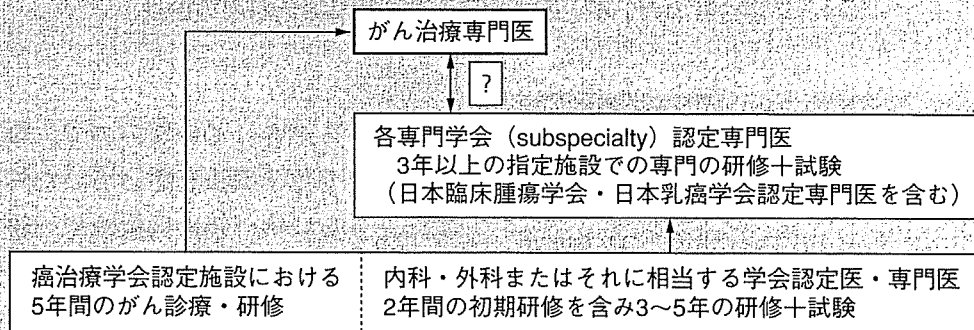 がん治療専門医
?
各専門学会（subspecialty）認定専門医
3年以上の指定施設での専門の研修＋試験
（日本臨床腫瘍学会・日本乳癌学会認定専門医を含む）
癌治療学会認定施設における
5年間のがん診療・研修
内科・外科またはそれに相当する学会認定医・専門医
2年間の初期研修を含み3〜5年の研修＋試験